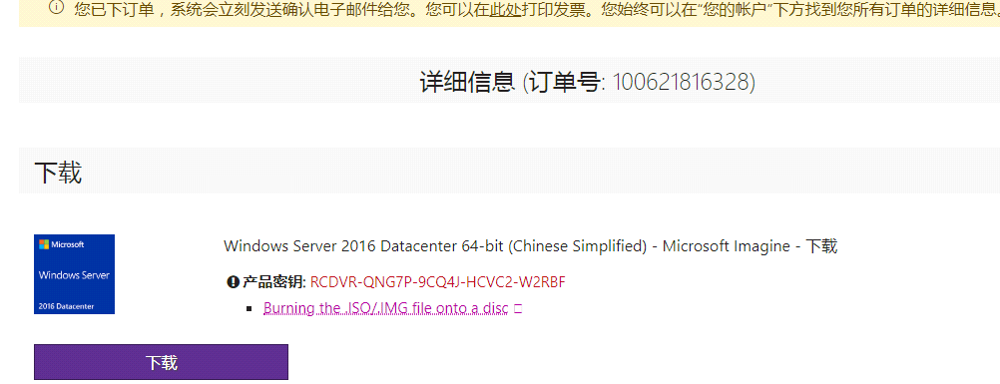 您已下订单，系统会立刻发送确认电子邮件给您。您可以在此处打印发票。您始终可以在“您的帐户”下方找到您所有订单的详细信息。
详细信息 (订单号: 100621816328)
下载
Microsoft
Windows Server
2016 Datacenter
Windows Server 2016 Datacenter 64-bit (Chinese Simplified) - Microsoft Imagine - 下载
产品密钥: RCDVR-QNG7P-9CQ4J-HCVC2-W2RBF
Burning the .ISO/.IMG file onto a disc
下载